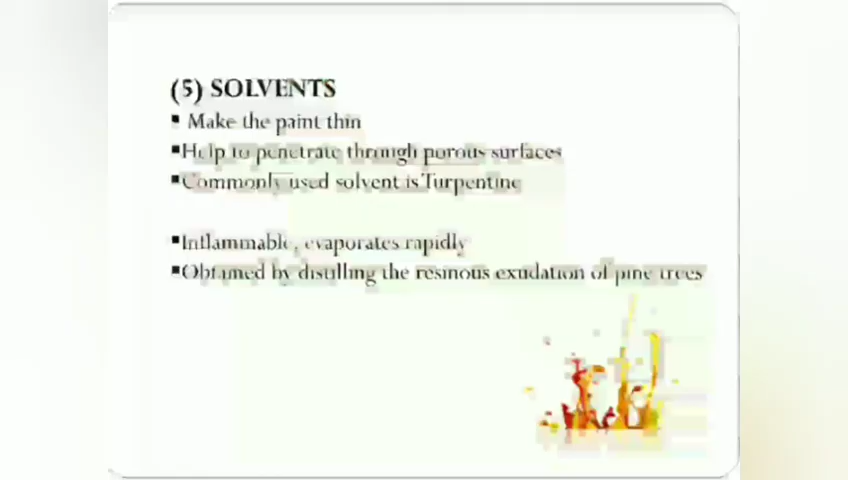 (5) SOLVENTS
▪ Make the paint thin
▪Help to penetrate through porous surfaces
▪Commonly used solvent is Turpentine
▪Inflammable, evaporates rapidly
▪Obtained by distilling the resinous exudation of pine trees